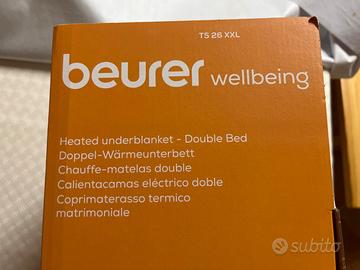 TS 26 XXL
beurer wellbeing
Heated underblanket - Double Bed
Doppel-Wärmeunterbett
Chauffe-matelas double
Calientacamas eléctrico doble
Coprimaterasso termico
matrimoniale
subito